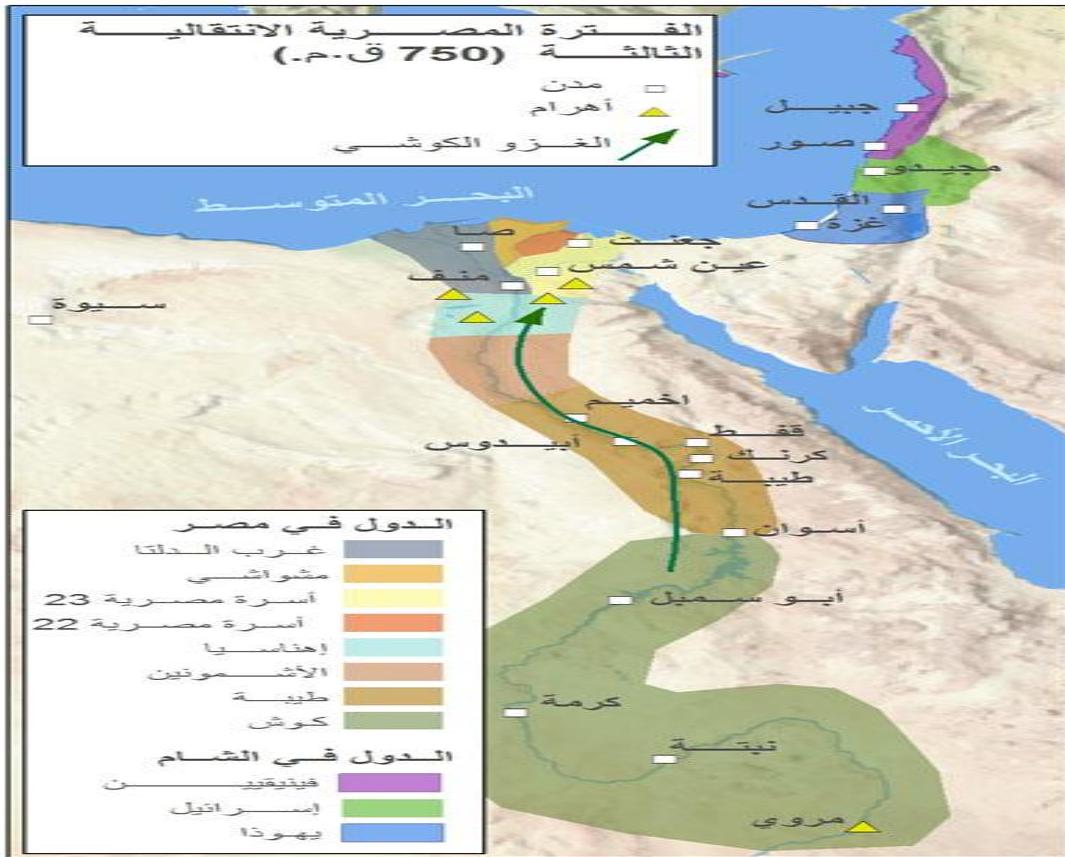 الفترة المصرية الانتقالية
الثالثة (750 ق.م.)
مدن
أهرام
الغزو الكوشي
جبيل
صور
مجيدو
القدس
غزة
البحر المتوسط
صا
جعنت
عين شمس
منف
سيوة
اخميم
أبيدوس
قفط
كرنك
طيبة
البحر الأحمر
أسوان
أبو سمبل
كرمة
نبتة
مروي
الدول في مصر
غرب الدلتا
مشواشي
أسرة مصرية 23
أسرة مصرية 22
إهناسيا
الأشمونين
طيبة
كوش
الدول في الشام
فينيقيين
إسرائيل
يهوذا